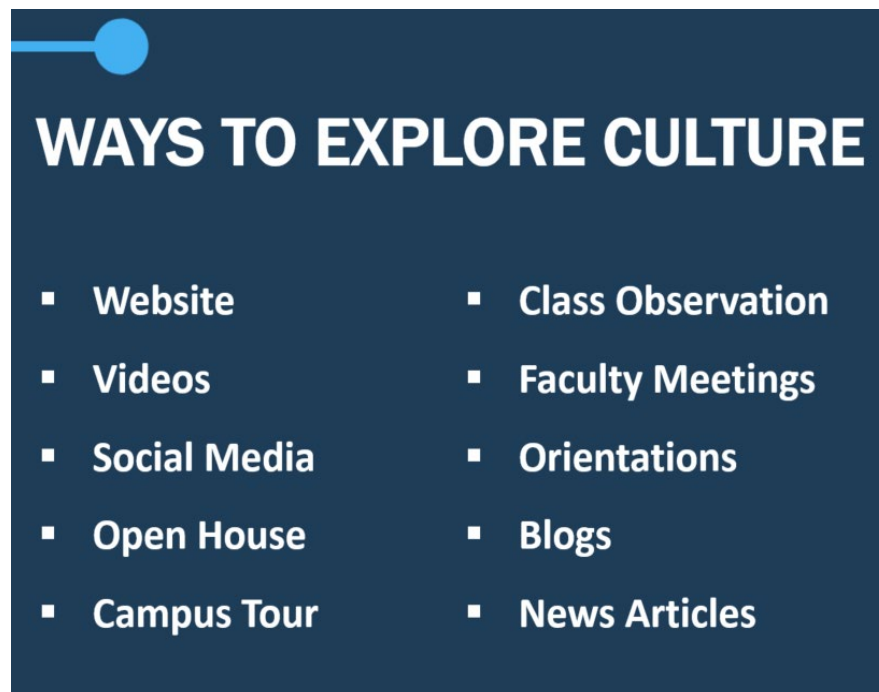 WAYS TO EXPLORE CULTURE
▪ Website
▪ Videos
▪ Social Media
▪ Open House
▪ Campus Tour
▪ Class Observation
▪ Faculty Meetings
▪ Orientations
▪ Blogs
▪ News Articles